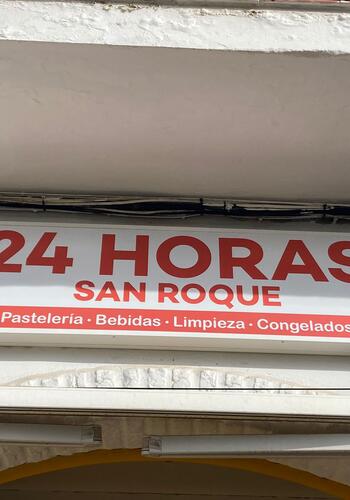 24 HORAS
SAN ROQUE
Pastelería · Bebidas · Limpieza · Congelados